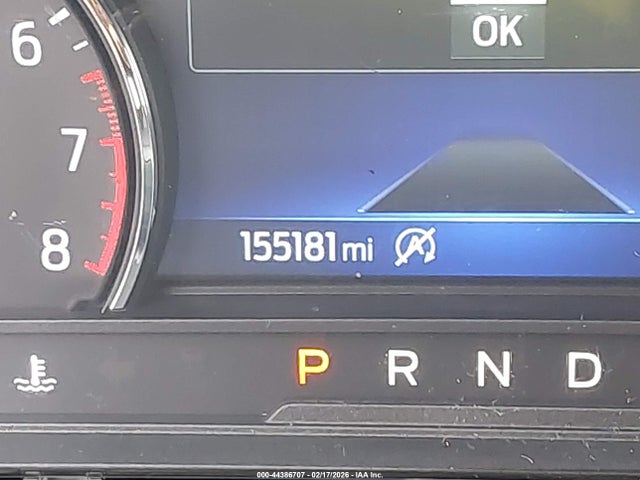 6
OK
7
8
155181 mi
A
P R N D
000-44386707 - 02/17/2026 - IAA Inc.